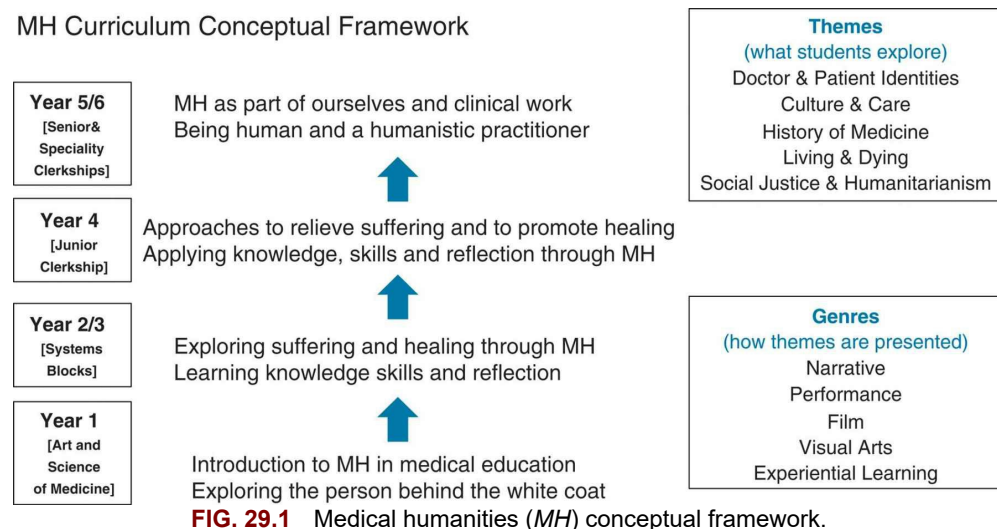 MH Curriculum Conceptual Framework
Year 5/6
[Senior&
Speciality
Clerkships]
MH as part of ourselves and clinical work
Being human and a humanistic practitioner
Year 4
[Junior
Clerkship]
Approaches to relieve suffering and to promote healing
Applying knowledge, skills and reflection through MH
Year 2/3
[Systems
Blocks]
Exploring suffering and healing through MH
Learning knowledge skills and reflection
Year 1
[Art and
Science
of Medicine]
Introduction to MH in medical education
Exploring the person behind the white coat
Themes
(what students explore)
Doctor & Patient Identities
Culture & Care
History of Medicine
Living & Dying
Social Justice & Humanitarianism
Genres
(how themes are presented)
Narrative
Performance
Film
Visual Arts
Experiential Learning
FIG. 29.1 Medical humanities (MH) conceptual framework.